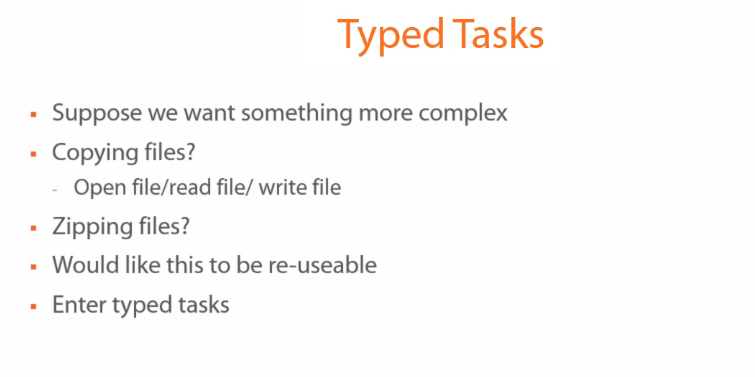 Typed Tasks
▪ Suppose we want something more complex
▪ Copying files?
- Open file/read file/ write file
▪ Zipping files?
▪ Would like this to be re-useable
▪ Enter typed tasks